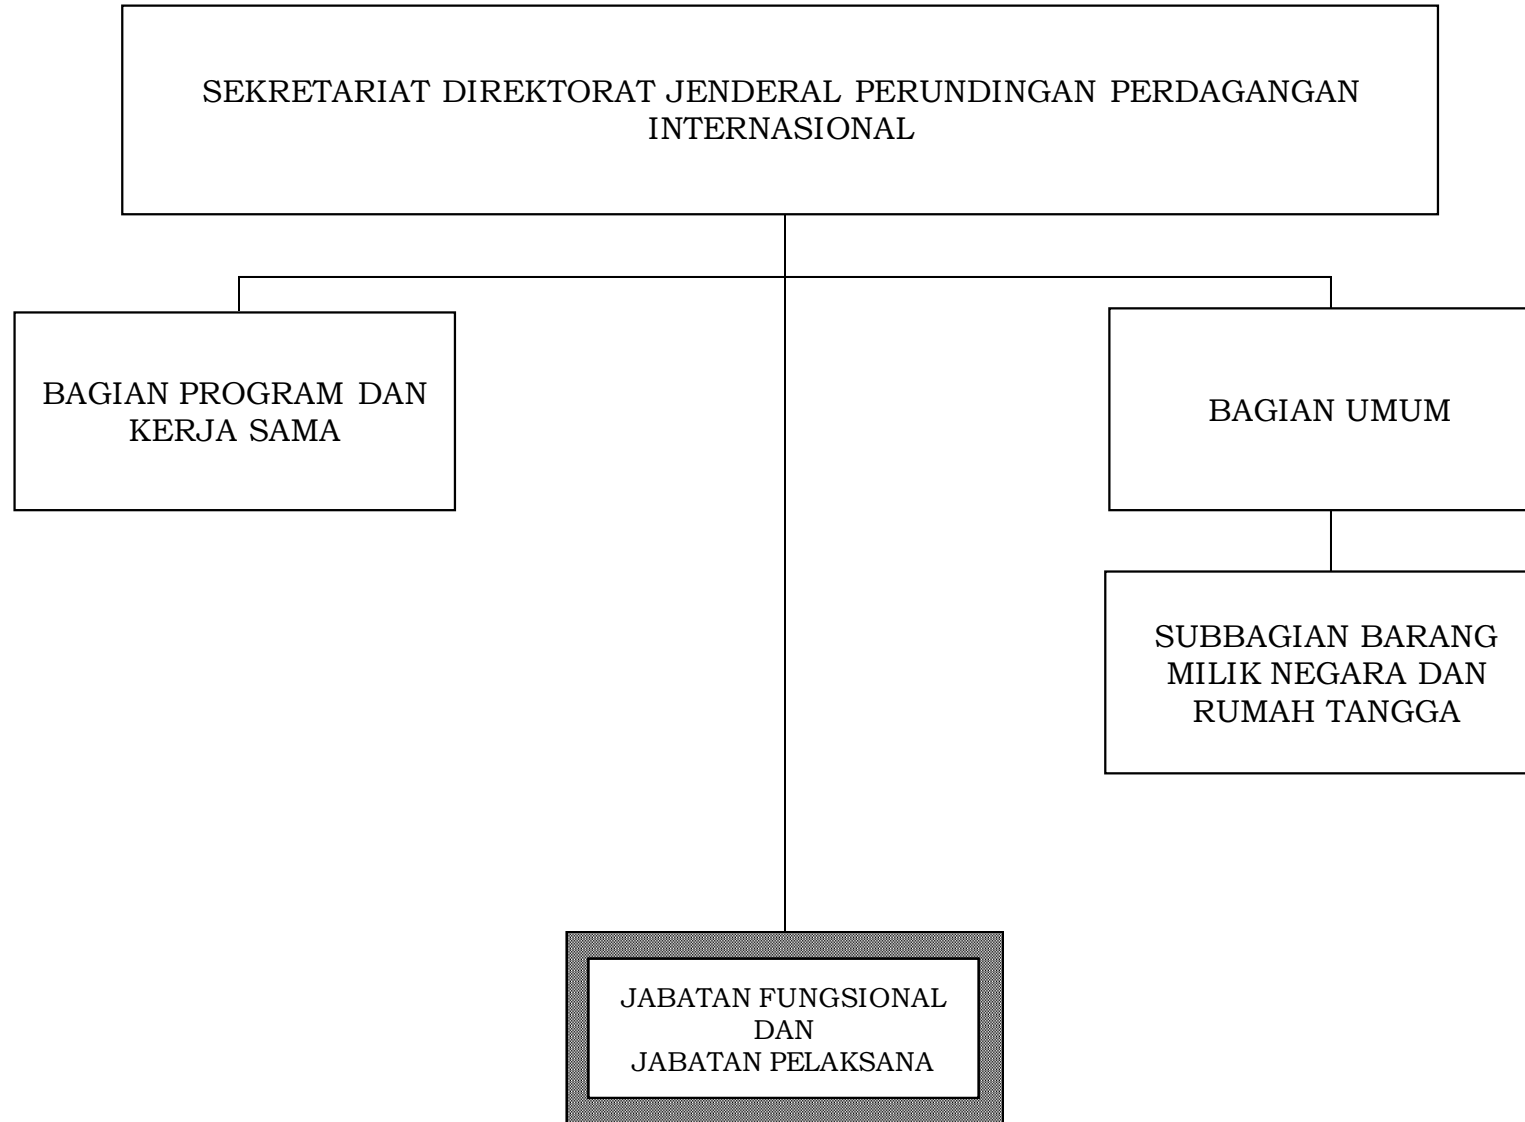 SEKRETARIAT DIREKTORAT JENDERAL PERUNDINGAN PERDAGANGAN
INTERNASIONAL
BAGIAN PROGRAM DAN
KERJA SAMA
BAGIAN UMUM
SUBBAGIAN BARANG
MILIK NEGARA DAN
RUMAH TANGGA
JABATAN FUNGSIONAL
DAN
JABATAN PELAKSANA